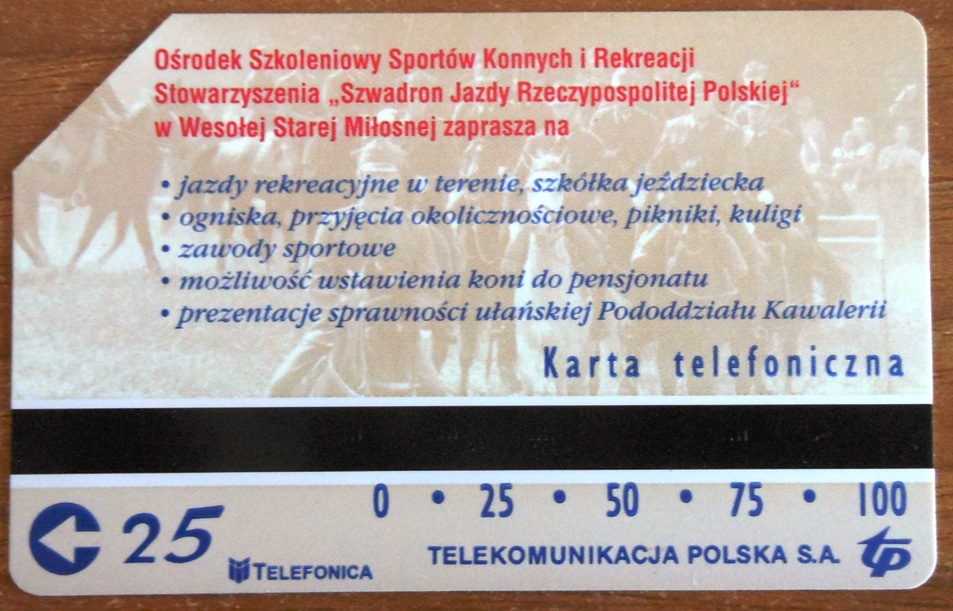 Ośrodek Szkoleniowy Sportów Konnych i Rekreacji
Stowarzyszenia „Szwadron Jazdy Rzeczypospolitej Polskiej“
w Wesołej Starej Miłosnej zaprasza na
• jazdy rekreacyjne w terenie, szkółka jeździecka
• ogniska, przyjęcia okolicznościowe, pikniki, kuligi
• zawody sportowe
• możliwość wstawienia koni do pensjonatu
• prezentacje sprawności ułańskiej Pododdziału Kawalerii
Karta telefoniczna
0 • 25 • 50 • 75 • 100
25
TELEFONICA
TELEKOMUNIKACJA POLSKA S.A.
tp